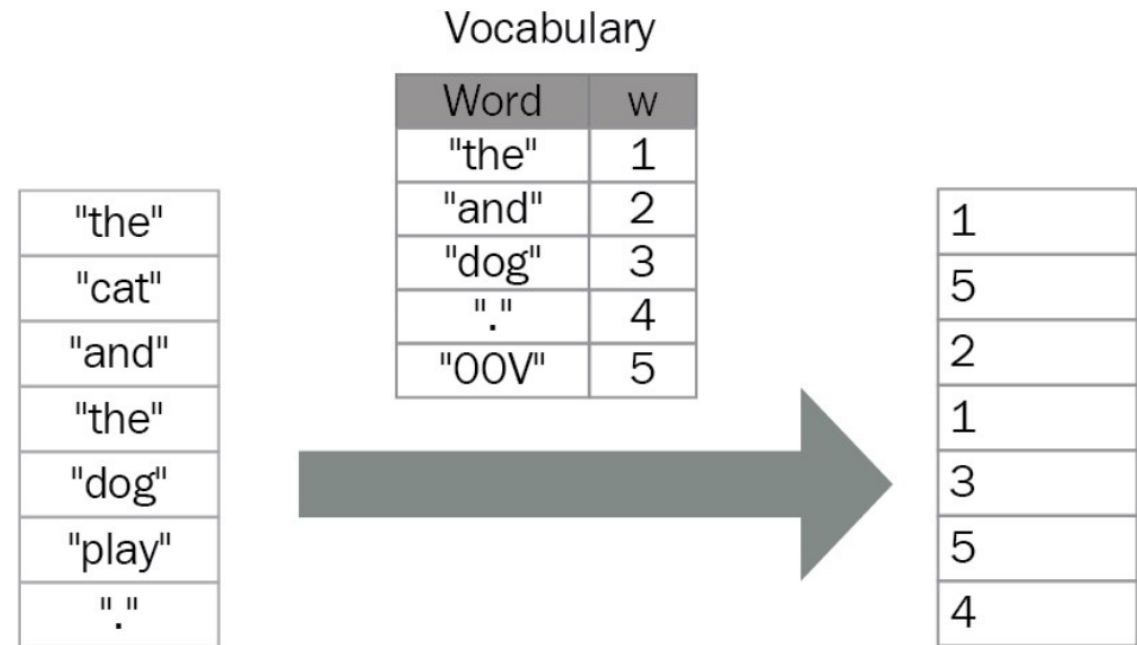 Vocabulary
Word w
"the" 1
"and" 2
"dog" 3
"." 4
"OOV" 5
"the"
"cat"
"and"
"the"
"dog"
"play"
"."
1
5
2
1
3
5
4